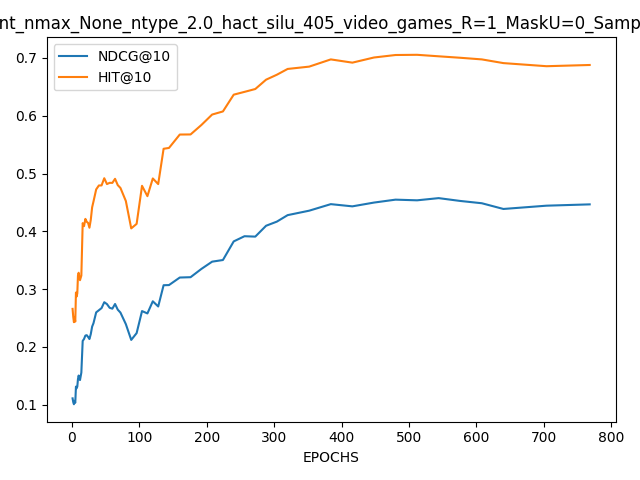 nt_nmax_None_ntype_2.0_hact_silu_405_video_games_R=1_MaskU=0_Samp
NDCG@10
HIT@10
0.7
0.6
0.5
0.4
0.3
0.2
0.1
0 100 200 300 400 500 600 700 800
EPOCHS